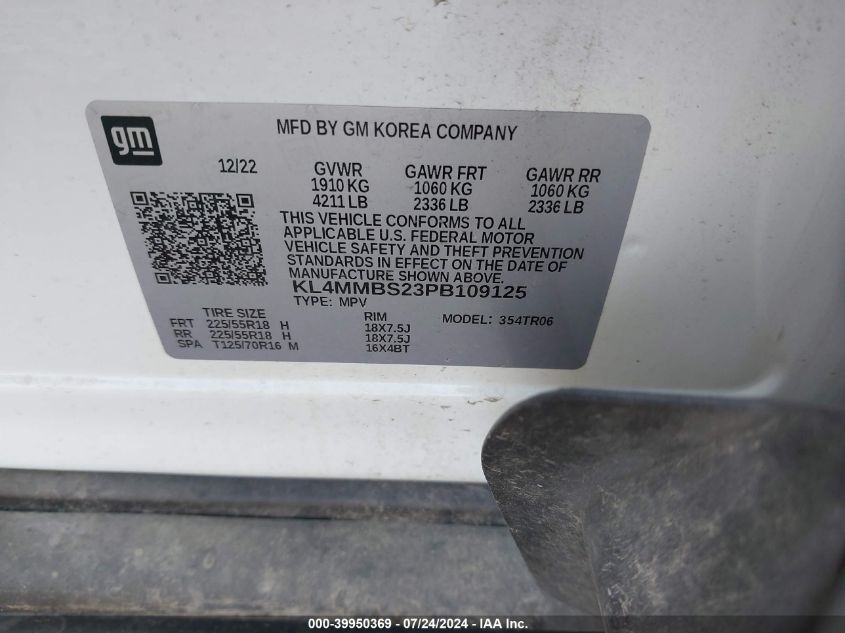 gm
MFD BY GM KOREA COMPANY
12/22 GVWR GAWR FRT GAWR RR
1910 KG 1060 KG 1060 KG
4211 LB 2336 LB 2336 LB
THIS VEHICLE CONFORMS TO ALL
APPLICABLE U.S. FEDERAL MOTOR
VEHICLE SAFETY AND THEFT PREVENTION
STANDARDS IN EFFECT ON THE DATE OF
MANUFACTURE SHOWN ABOVE.
KL4MMBS23PB109125
TYPE: MPV
TIRE SIZE RIM MODEL: 354TR06
FRT 225/55R18 H 18X7.5J
RR 225/55R18 H 18X7.5J
SPA T125/70R16 M 16X4BT
000-39950369 / 07/24/2024 - IAA Inc.